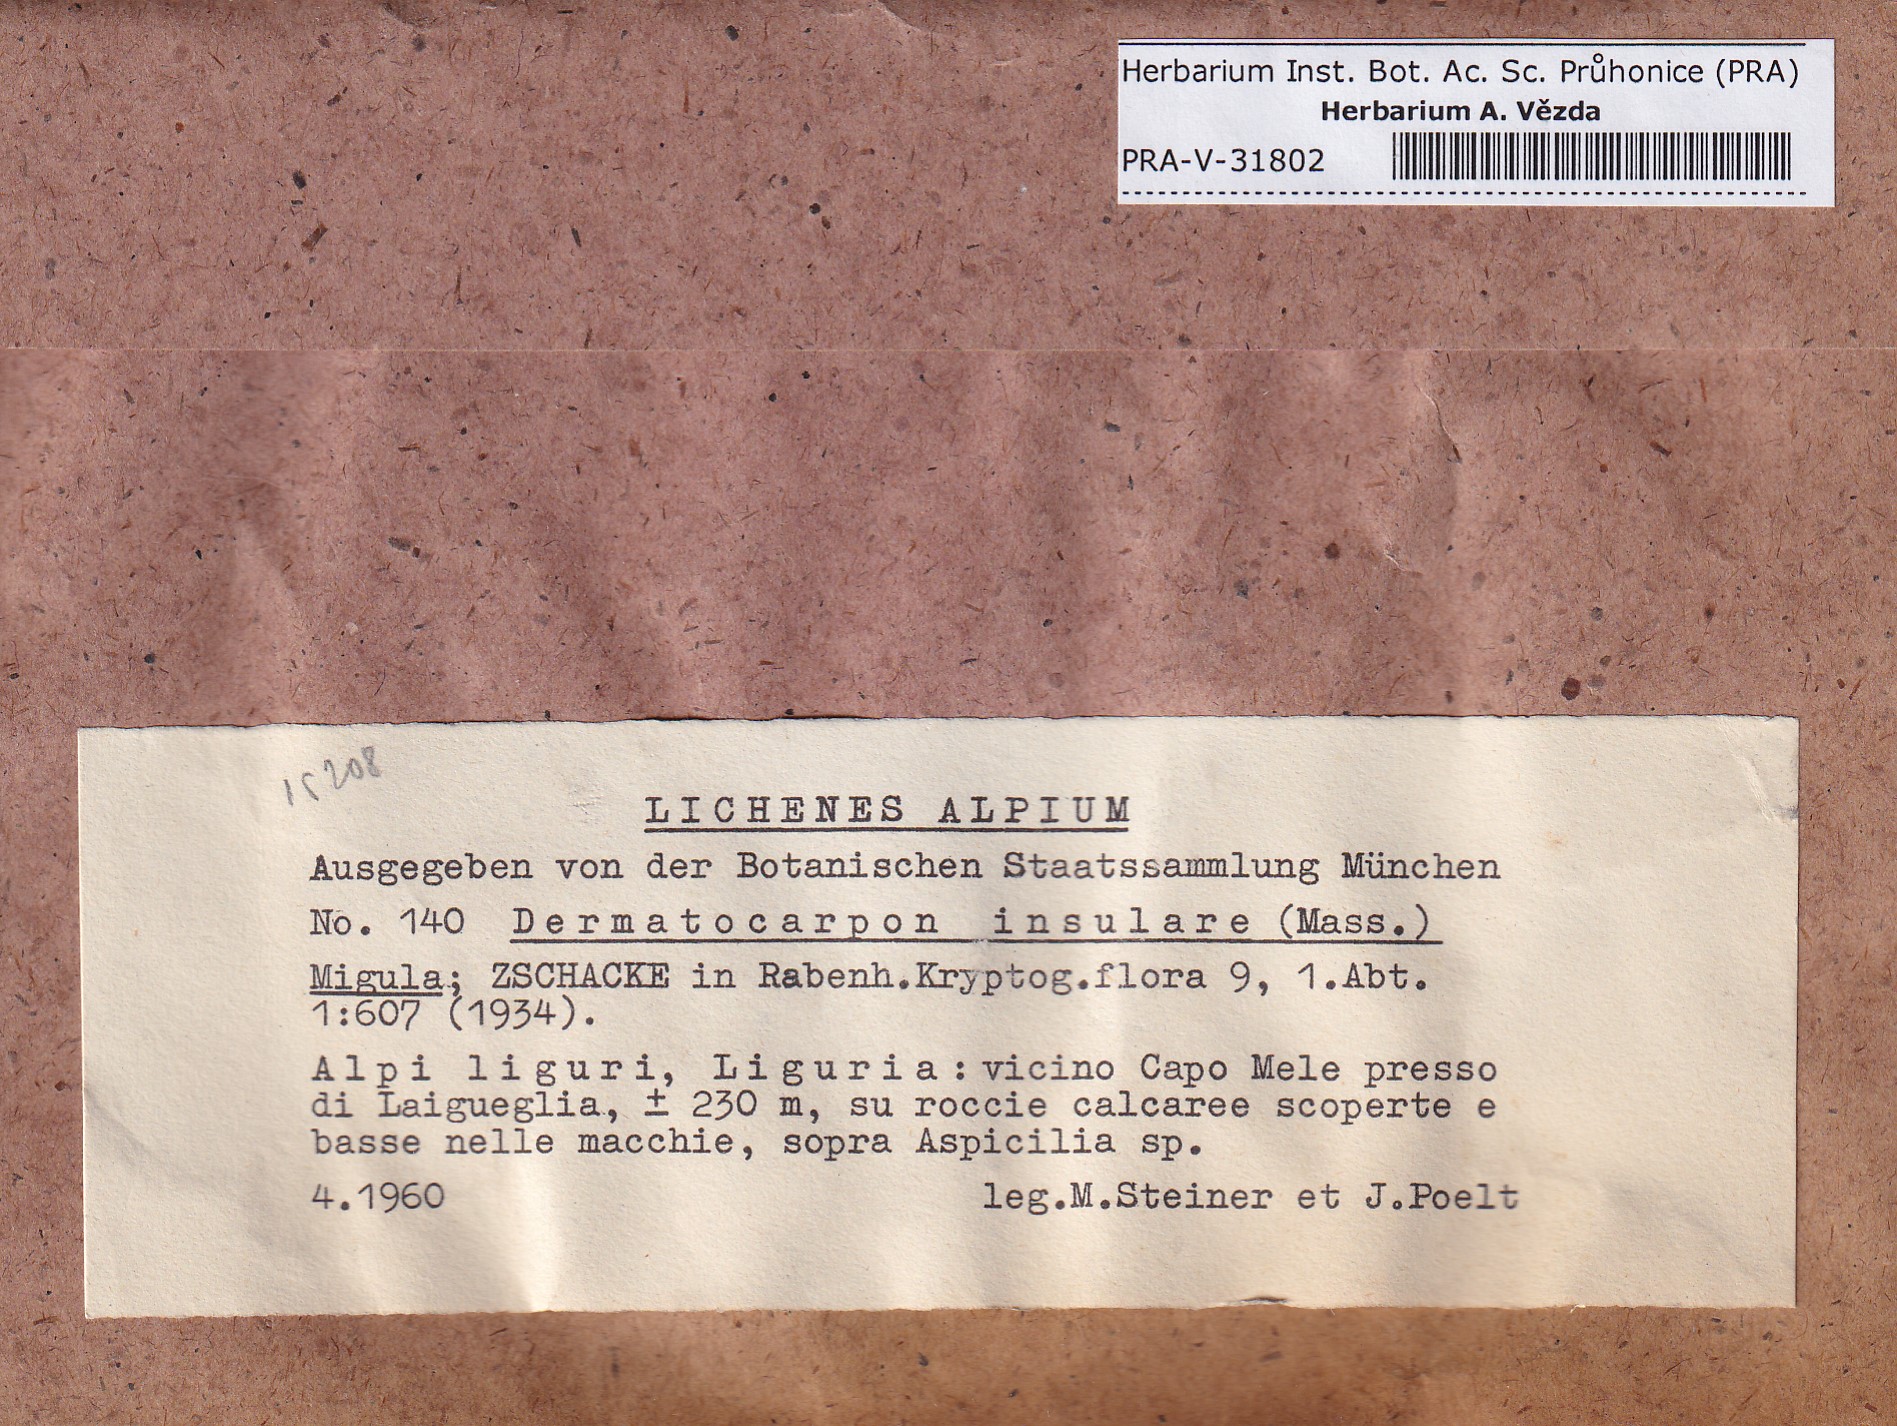 Herbarium Inst. Bot. Ac. Sc. Průhonice (PRA)
Herbarium A. Vězda
PRA-V-31802
15208
LICHENES ALPIUM
Ausgegeben von der Botanischen Staatssammlung München
No. 140 Dermatocarpon insulare (Mass.)
Migula; ZSCHACKE in Rabenh.Kryptog.flora 9, 1.Abt.
1:607 (1934).
Alpi liguri, Liguria: vicino Capo Mele presso
di Laigueglia, ± 230 m, su roccie calcaree scoperte e
basse nelle macchie, sopra Aspicilia sp.
4.1960 leg.M.Steiner et J.Poelt